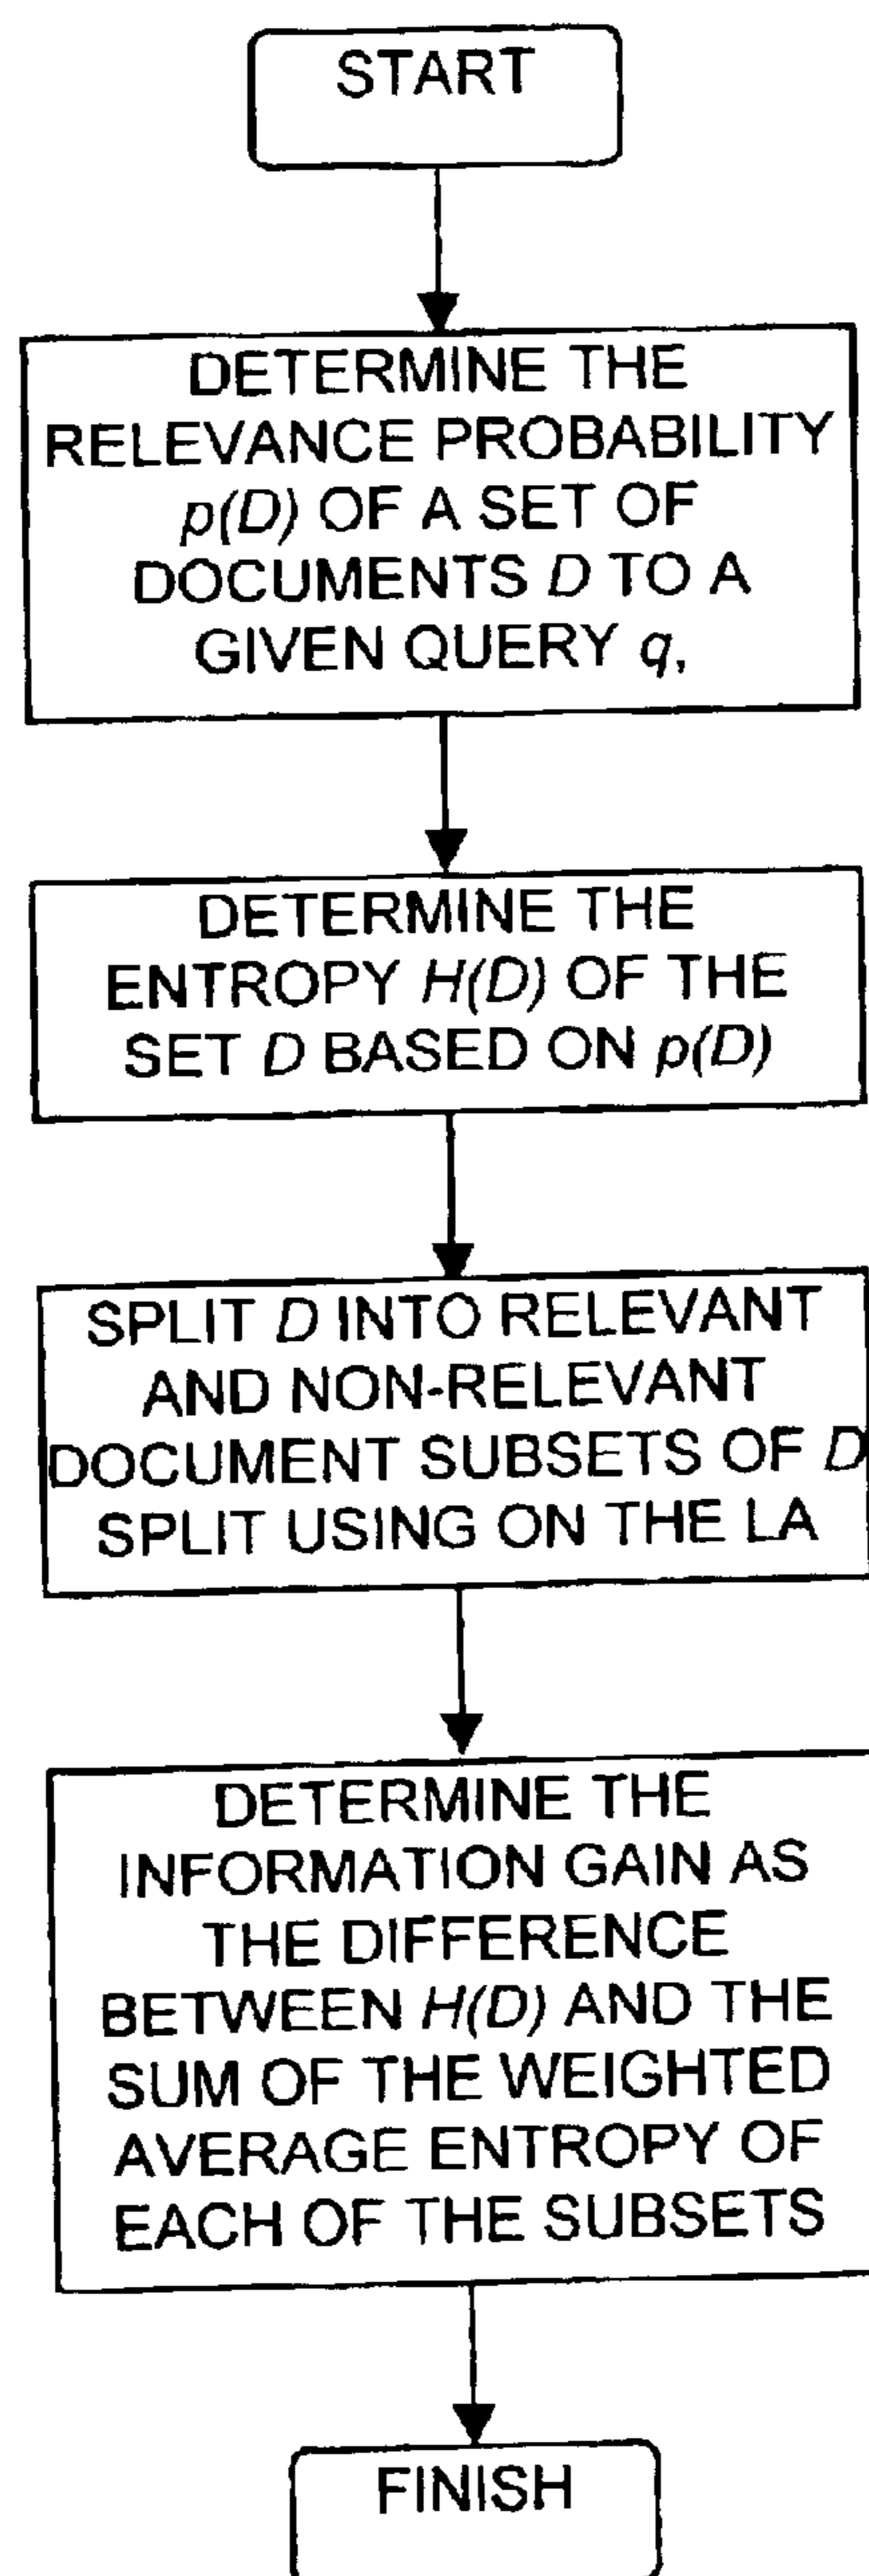 START
DETERMINE THE
RELEVANCE PROBABILITY
p(D) OF A SET OF
DOCUMENTS D TO A
GIVEN QUERY q,
DETERMINE THE
ENTROPY H(D) OF THE
SET D BASED ON p(D)
SPLIT D INTO RELEVANT
AND NON-RELEVANT
DOCUMENT SUBSETS OF D
SPLIT USING ON THE LA
DETERMINE THE
INFORMATION GAIN AS
THE DIFFERENCE
BETWEEN H(D) AND THE
SUM OF THE WEIGHTED
AVERAGE ENTROPY OF
EACH OF THE SUBSETS
FINISH